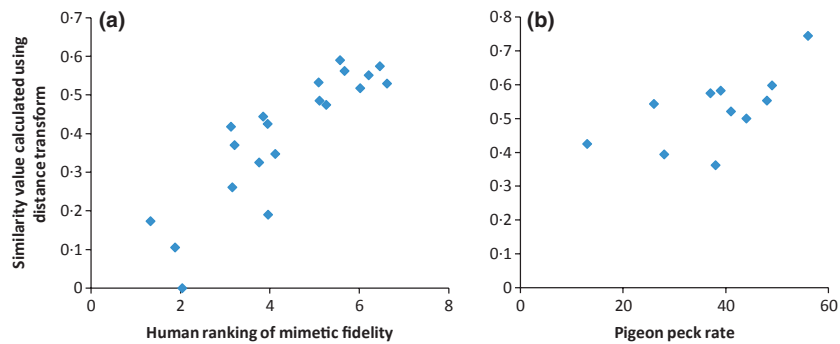 (a)
Similarity value calculated using
distance transform
0·7
0·6
0·5
0·4
0·3
0·2
0·1
0
0 2 4 6 8
Human ranking of mimetic fidelity
(b)
0·8
0·7
0·6
0·5
0·4
0·3
0·2
0·1
0
0 20 40 60
Pigeon peck rate